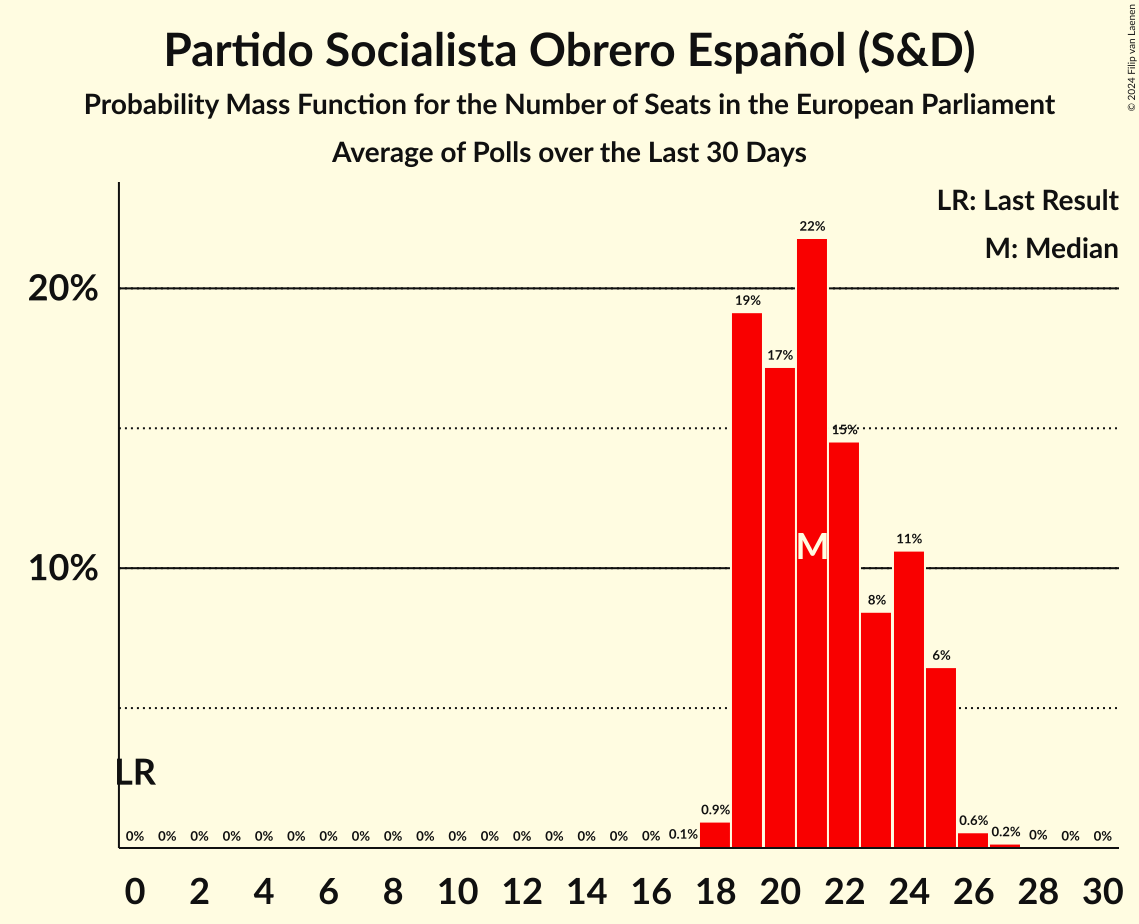 Partido Socialista Obrero Español (S&D)
Probability Mass Function for the Number of Seats in the European Parliament
Average of Polls over the Last 30 Days
© 2024 Filip van Laenen
LR: Last Result
M: Median
20%
10%
22%
19%
17%
15%
11%
8%
6%
M
LR
0% 0% 0% 0% 0% 0% 0% 0% 0% 0% 0% 0% 0% 0% 0% 0% 0% 0.1% 0.9% 0.6% 0.2% 0% 0% 0%
0 2 4 6 8 10 12 14 16 18 20 22 24 26 28 30